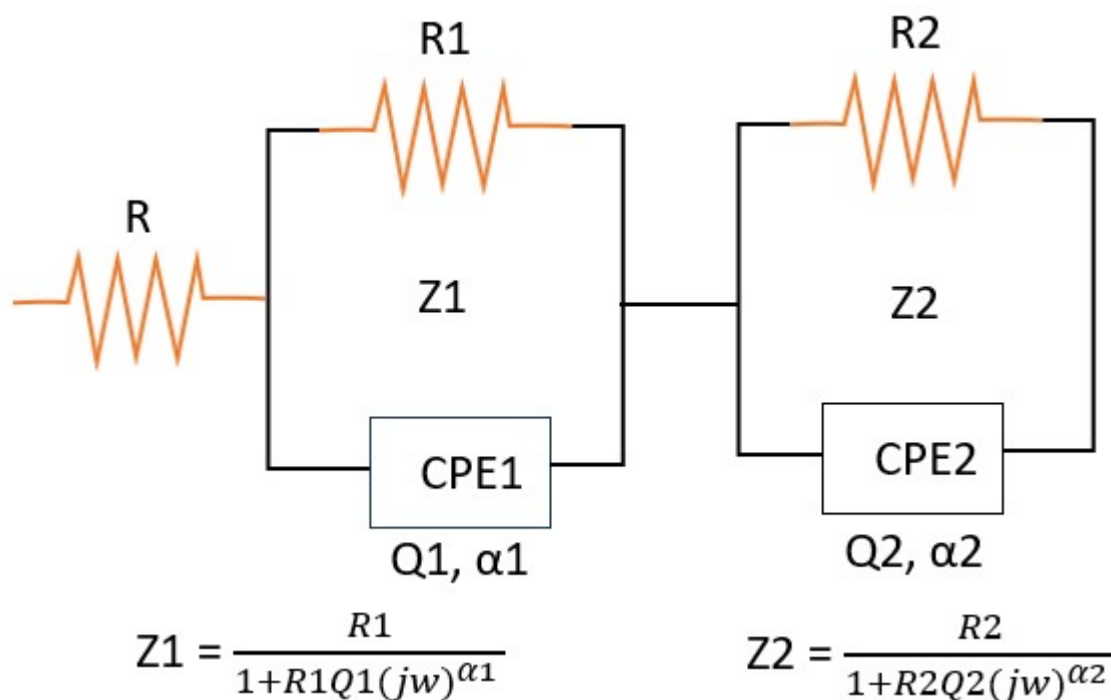 R1
R2
R
Z1
Z2
CPE1
CPE2
Q1, α1
Q2, α2
Z1 = R1/1+R1Q1(jw)^α1
Z2 = R2/1+R2Q2(jw)^α2